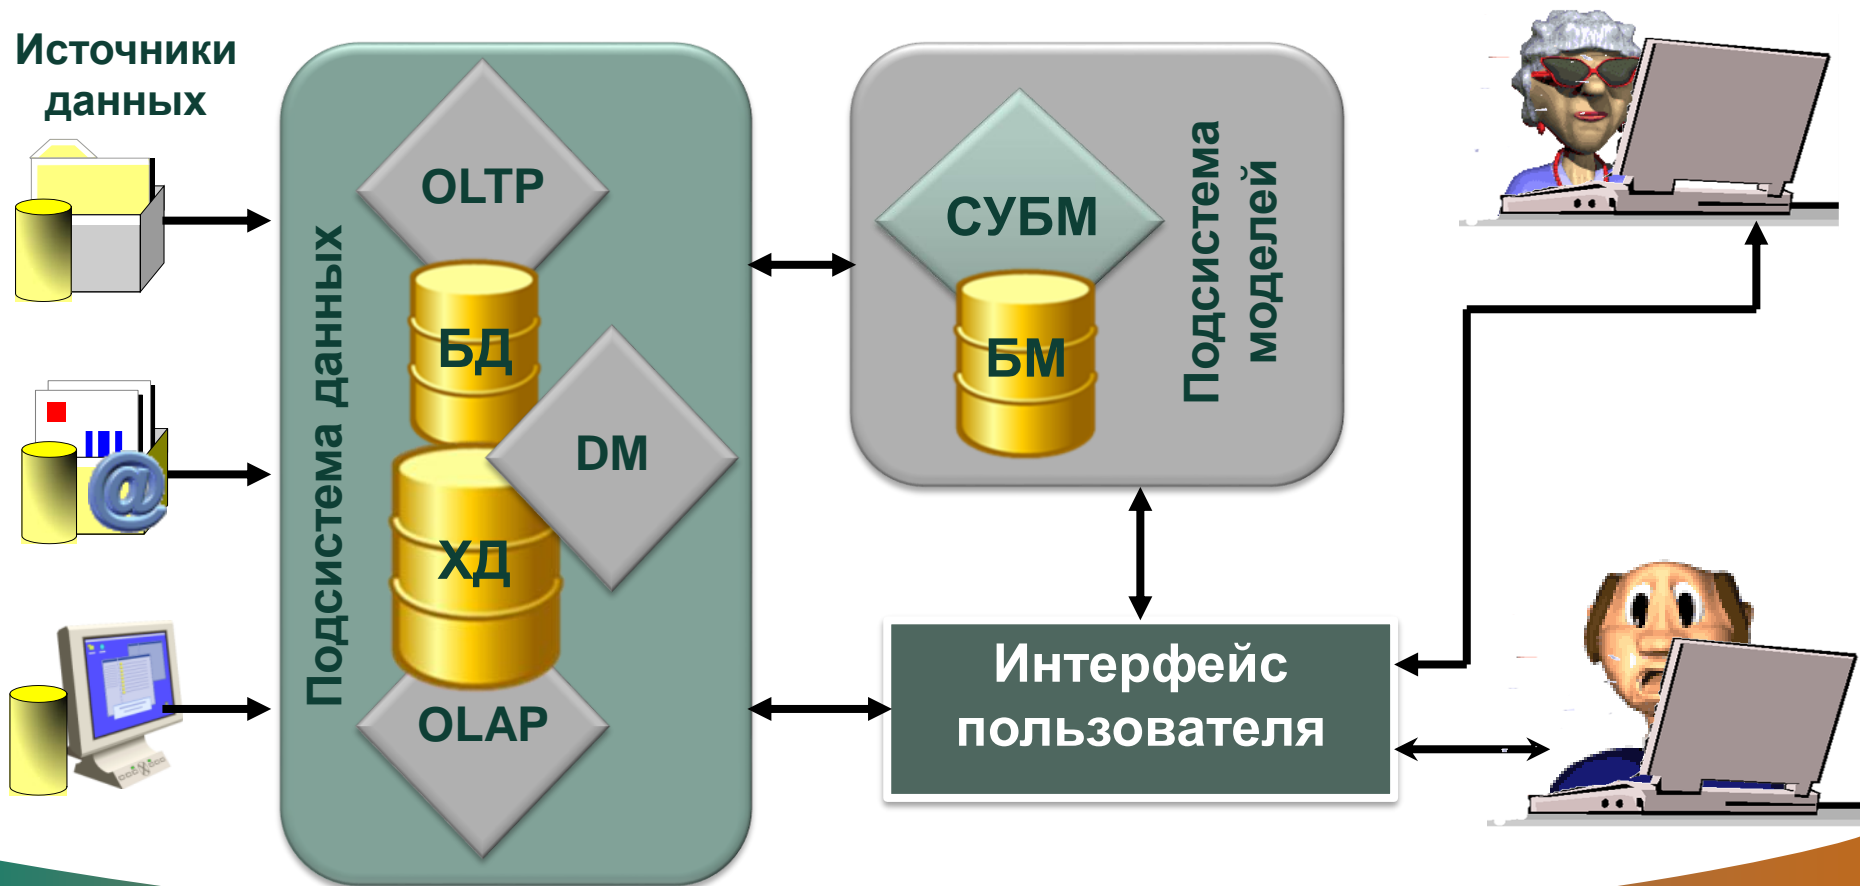 Источники
данных
Подсистема данных
OLTP
БД
DM
ХД
OLAP
СУБМ
БМ
Подсистема
моделей
Интерфейс
пользователя
@